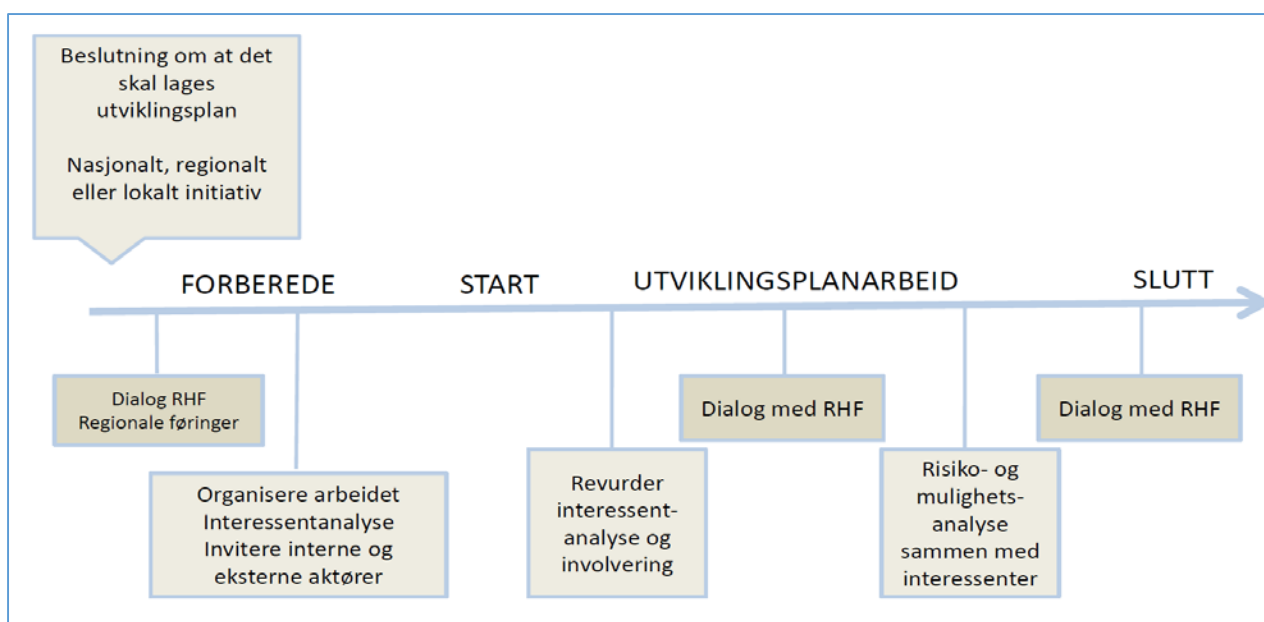 Beslutning om at det
skal lages
utviklingsplan
Nasjonalt, regionalt
eller lokalt initiativ
FORBEREDE
START
UTVIKLINGSPLANARBEID
SLUTT
Dialog RHF
Regionale føringer
Organisere arbeidet
Interessentanalyse
Invitere interne og
eksterne aktører
Revurder
interessent-
analyse og
involvering
Dialog med RHF
Risiko- og
mulighets-
analyse
sammen med
interessenter
Dialog med RHF